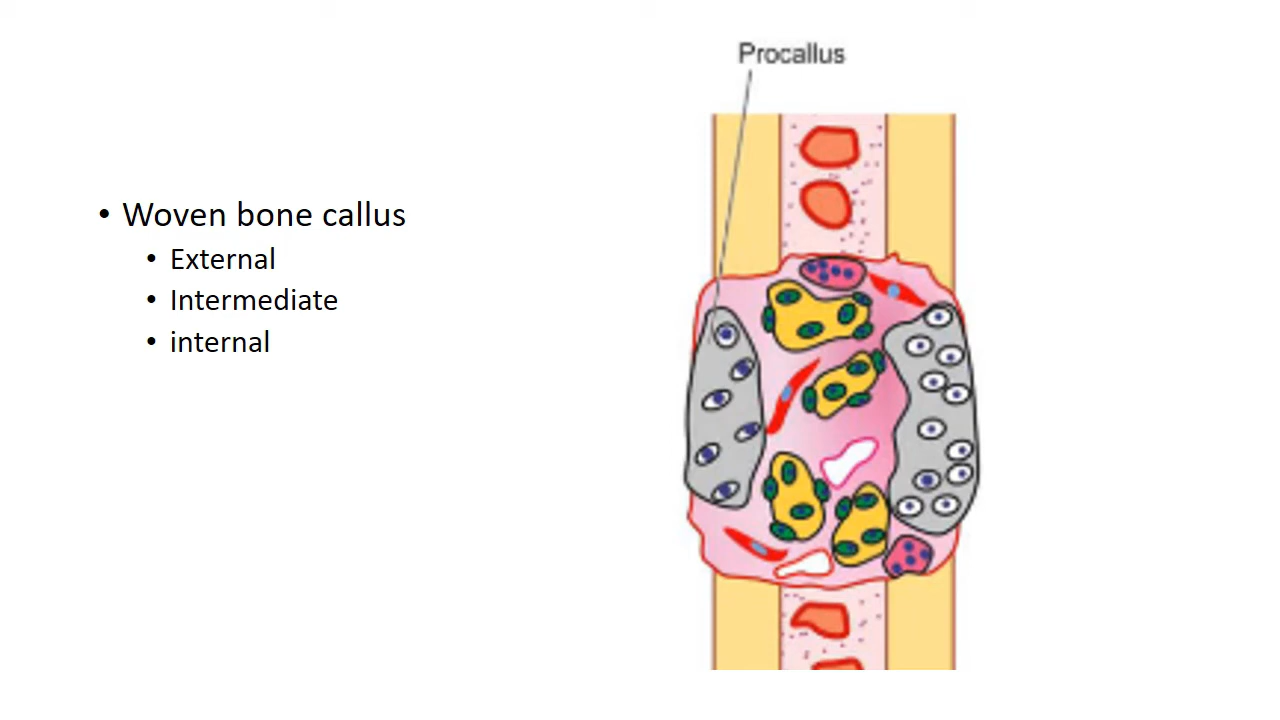 Procallus
• Woven bone callus
• External
• Intermediate
• internal